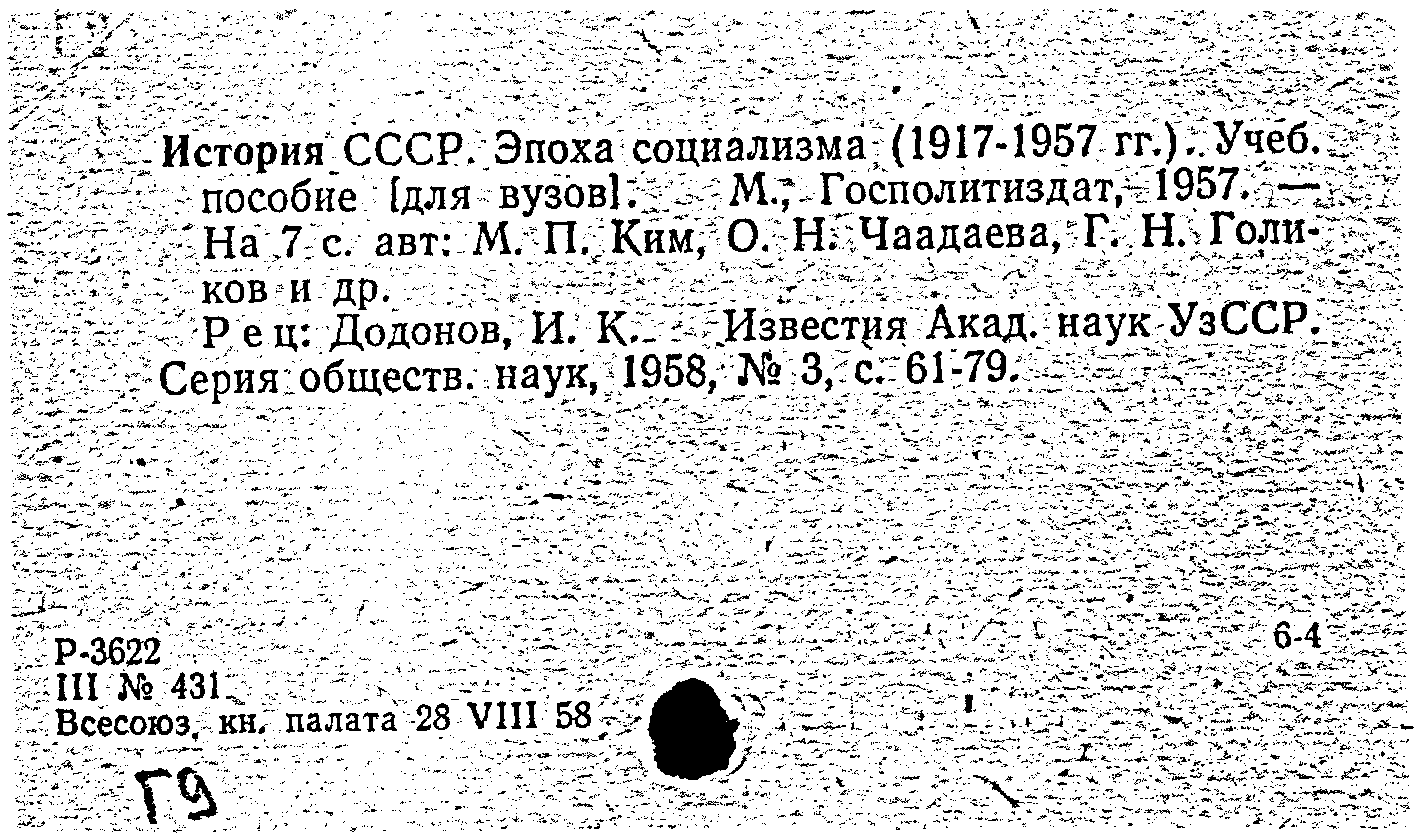 История СССР. Эпоха социализма (1917-1957 гг.). Учеб.
пособие [для вузов]. М., Госполитиздат, 1957. —
На 7 с. авт: М. П. Ким, О. Н. Чаадаева, Г. Н. Голи-
ков и др.
Рец: Додонов, И. К. Известия Акад. наук УзССР.
Серия обществ. наук, 1958, № 3, с. 61-79.
6-4
Р-3622
III № 431
Всесоюз. кн. палата 28 VIII 58
Г9